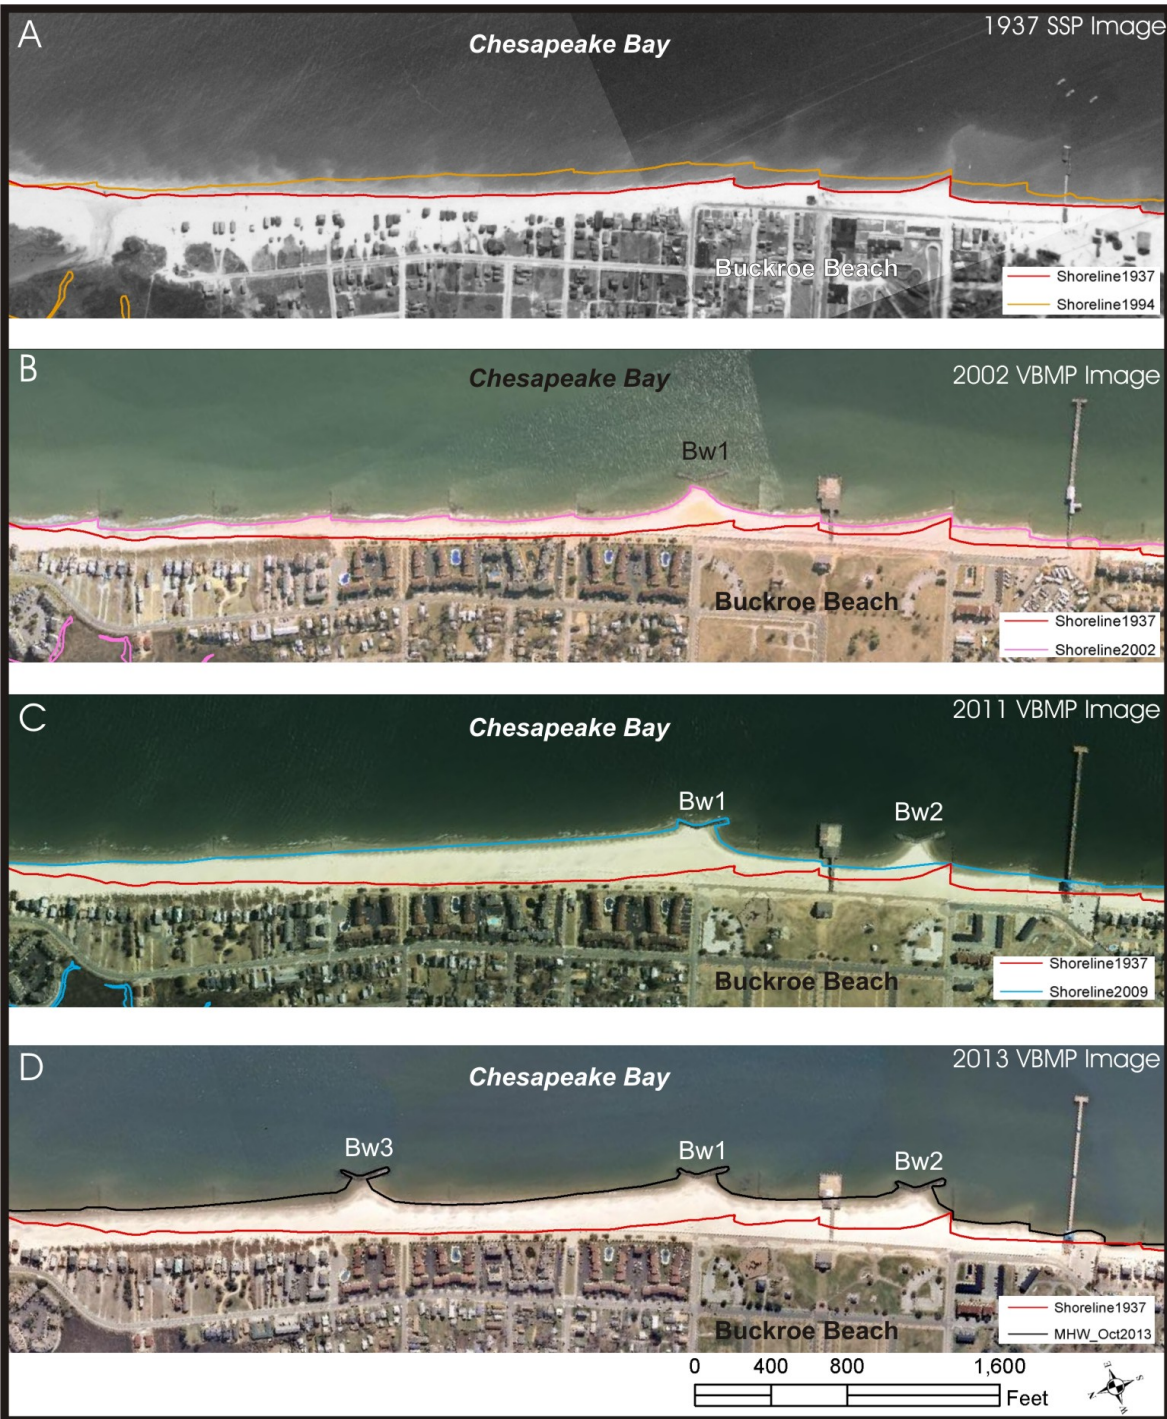 A
Chesapeake Bay
1937 SSP Image
Buckroe Beach
Shoreline1937
Shoreline1994
B
Chesapeake Bay
2002 VBMP Image
Bw1
Buckroe Beach
Shoreline1937
Shoreline2002
C
Chesapeake Bay
2011 VBMP Image
Bw1
Bw2
Buckroe Beach
Shoreline1937
Shoreline2009
D
Chesapeake Bay
2013 VBMP Image
Bw3
Bw1
Bw2
Buckroe Beach
Shoreline1937
MHW_Oct2013
0 400 800 1,600
Feet
E
S
N
W